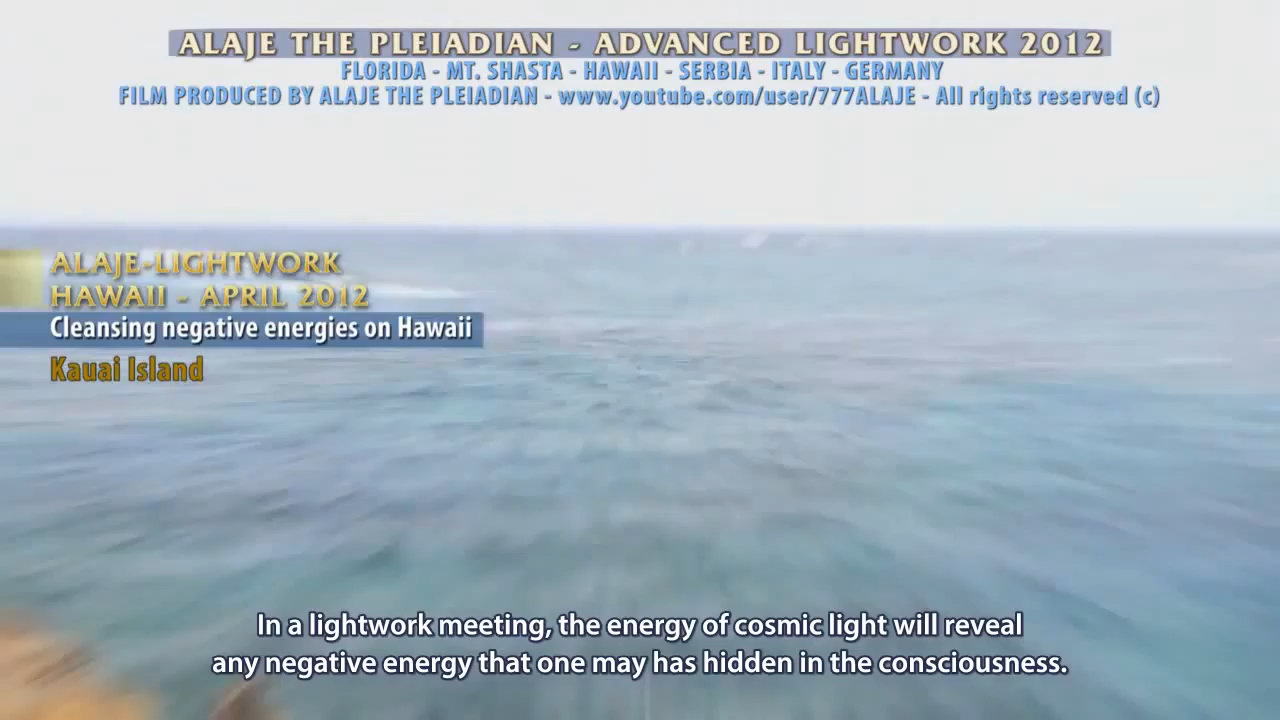 ALAJE THE PLEIADIAN - ADVANCED LIGHTWORK 2012
FLORIDA - MT. SHASTA - HAWAII - SERBIA - ITALY - GERMANY
FILM PRODUCED BY ALAJE THE PLEIADIAN - www.youtube.com/user/777ALAJE - All rights reserved (c)
ALAJE-LIGHTWORK
HAWAII - APRIL 2012
Cleansing negative energies on Hawaii
Kauai Island
In a lightwork meeting, the energy of cosmic light will reveal
any negative energy that one may has hidden in the consciousness.